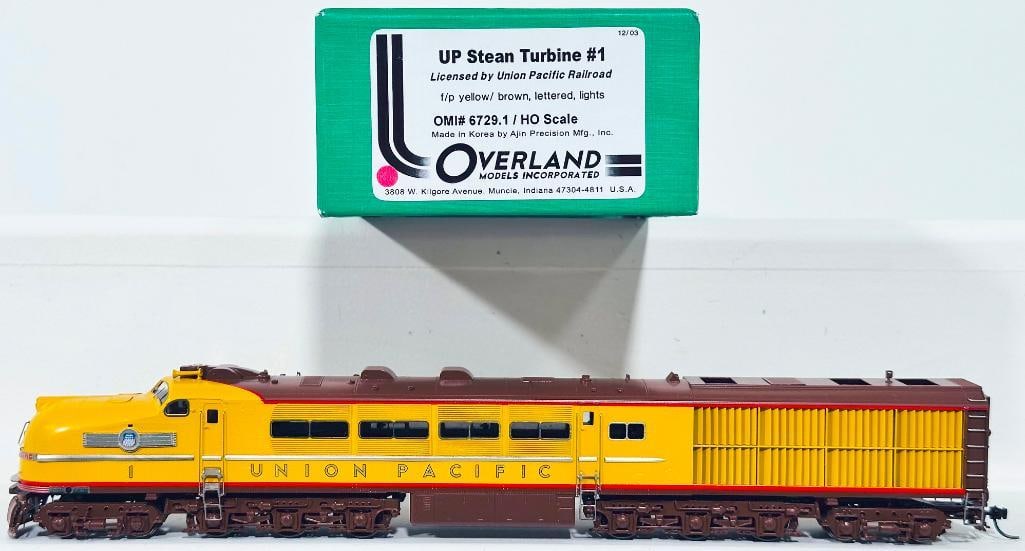 12/03
UP Stean Turbine #1
Licensed by Union Pacific Railroad
f/p yellow/ brown, lettered, lights
OMI# 6729.1 / HO Scale
Made in Korea by Ajin Precision Mfg., Inc.
OVERLAND
MODELS INCORPORATED
3808 W. Kilgore Avenue, Muncie, Indiana 47304-4811 U.S.A.
1 UNION PACIFIC